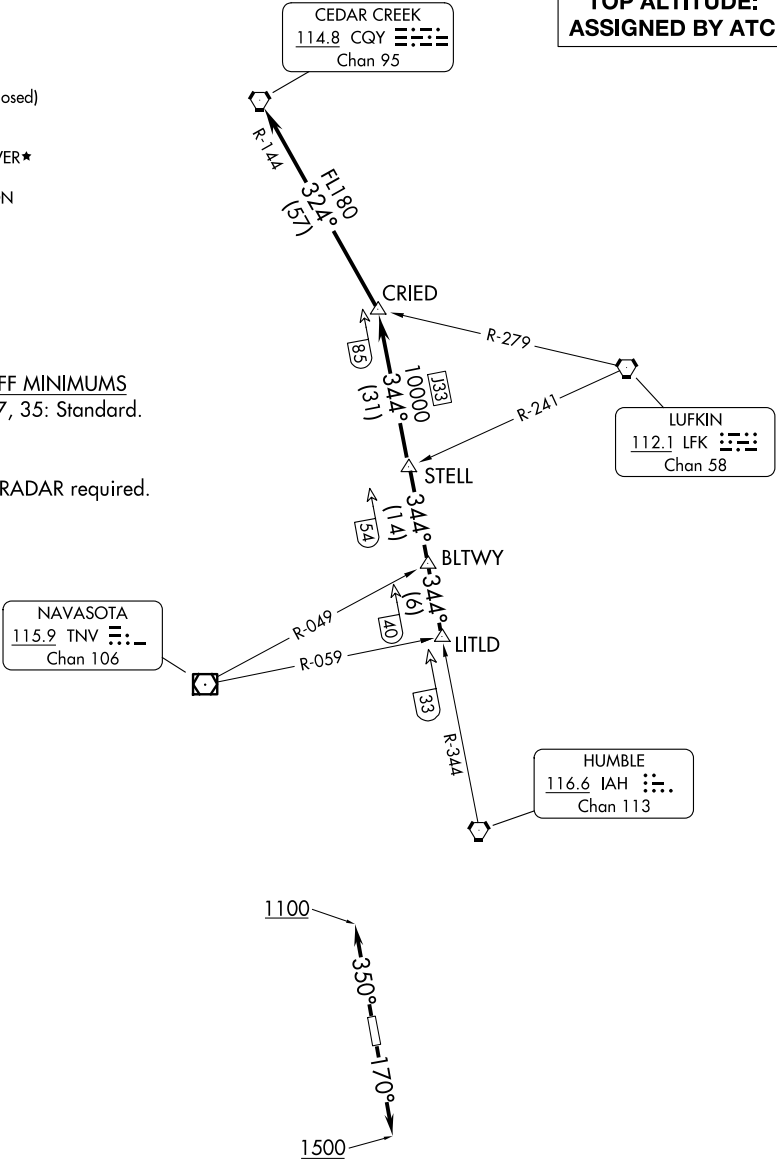 TOP ALTITUDE:
ASSIGNED BY ATC
CEDAR CREEK
114.8 CQY
Chan 95
osed)
VER★
ON
R-144
FL180
324°
(57)
CRIED
R-279
85
J33
10000
344°
(31)
FF MINIMUMS
7, 35: Standard.
R-241
LUFKIN
112.1 LFK
Chan 58
STELL
RADAR required.
54
344°
(14)
BLTWY
NAVASOTA
115.9 TNV
Chan 106
R-049
40
344°
(6)
R-059
LITLD
33
R-344
HUMBLE
116.6 IAH
Chan 113
1100
350°
170°
1500